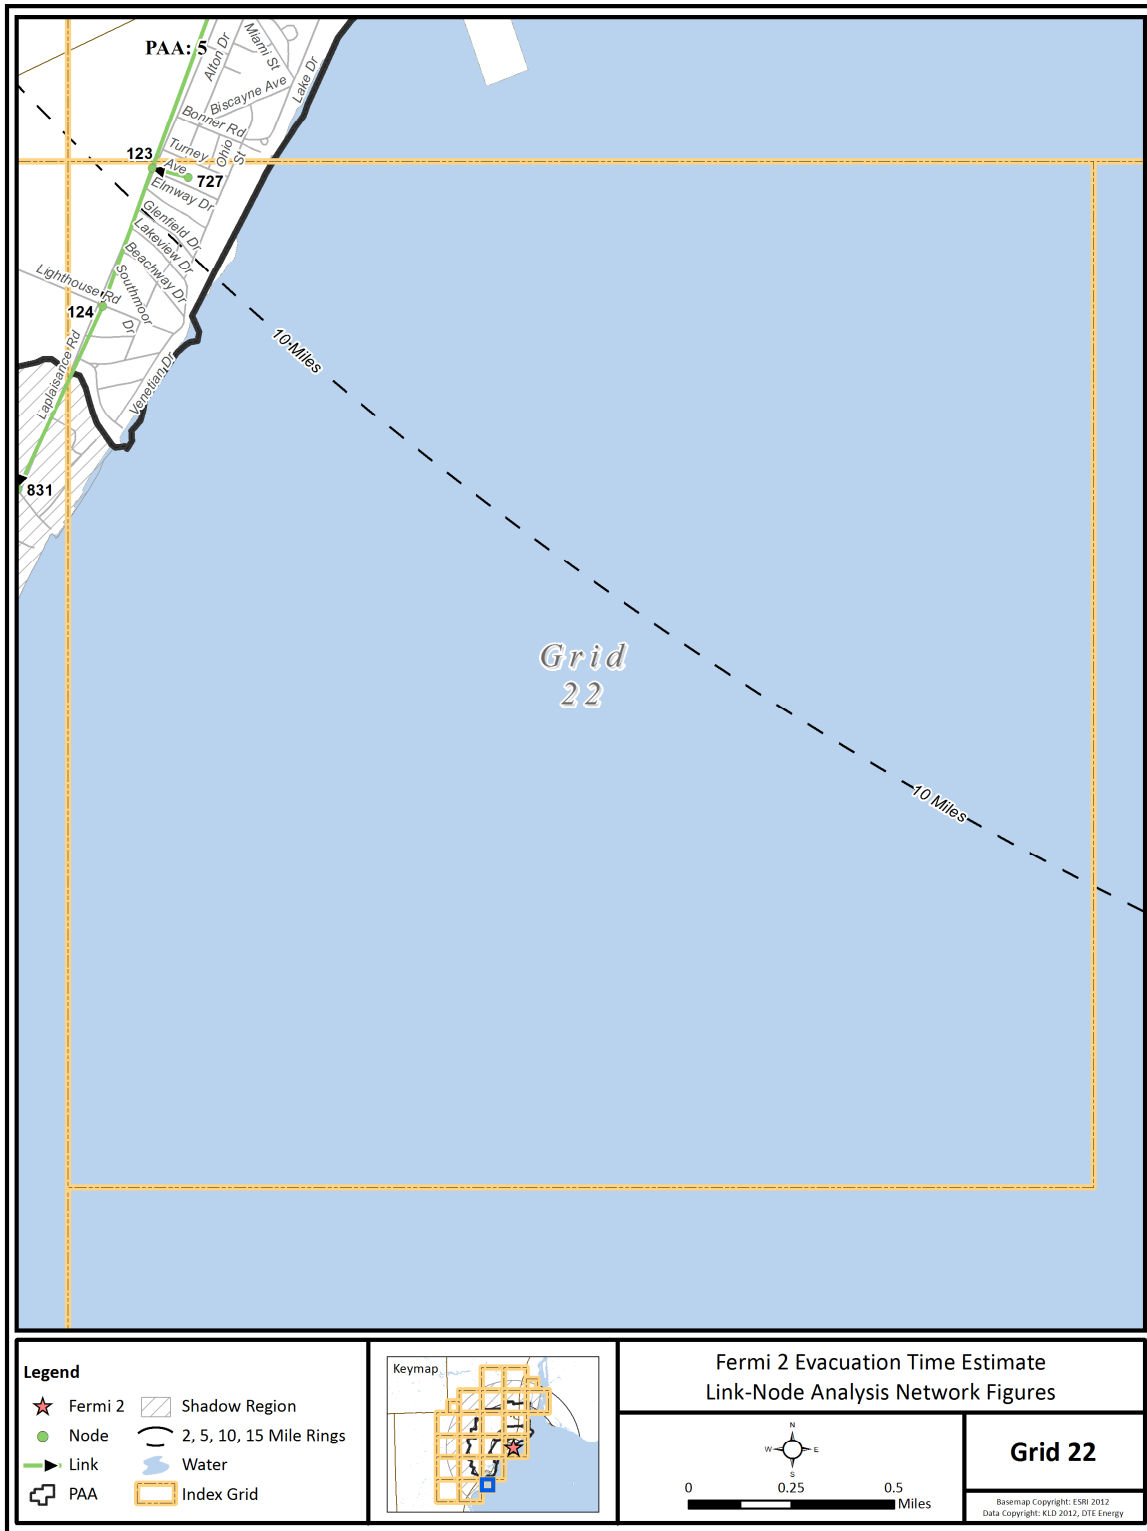 PAA: 5
Alton Dr
Miami St
Lake Dr
Biscayne Ave
Bonner Rd
Turney
Ave
Ohio
St
123
727
Elmway Dr
Glenfield Dr
Lakeview Dr
Beachway Dr
Southmoor
Dr
Lighthouse Rd
124
Laplaisance Rd
Venetian Dr
10 Miles
831
Grid
22
10 Miles
Legend
Fermi 2
Shadow Region
Node
2, 5, 10, 15 Mile Rings
Link
Water
PAA
Index Grid
Keymap
Fermi 2 Evacuation Time Estimate
Link-Node Analysis Network Figures
N
W
E
S
0
0.25
0.5
Miles
Grid 22
Basemap Copyright: ESRI 2012
Data Copyright: KLD 2012, DTE Energy